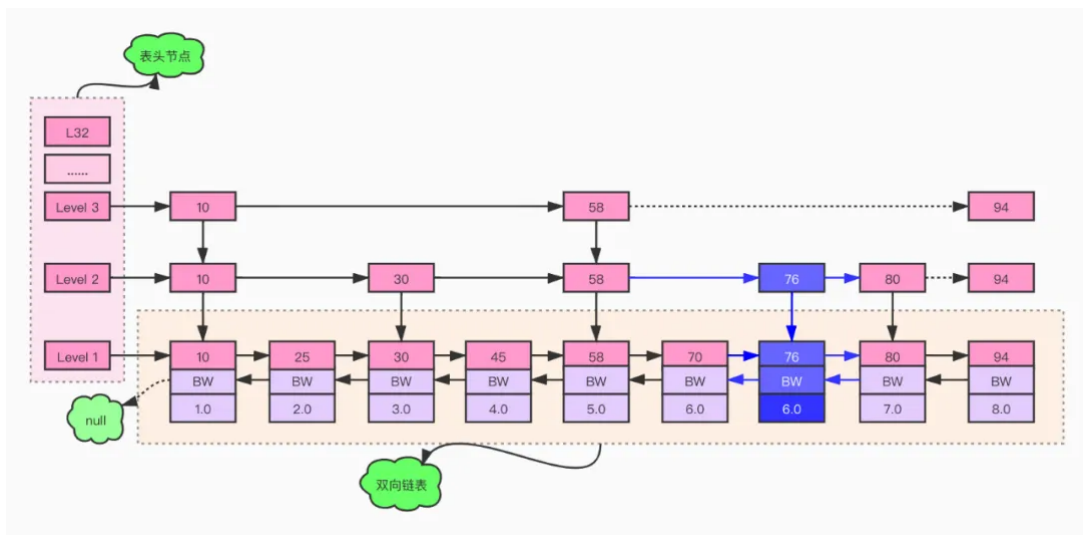 表头节点
L32
......
Level 3 10 58 94
Level 2 10 30 58 76 80 94
Level 1 10 25 30 45 58 70 76 80 94
BW BW BW BW BW BW BW BW BW
1.0 2.0 3.0 4.0 5.0 6.0 6.0 7.0 8.0
null
双向链表